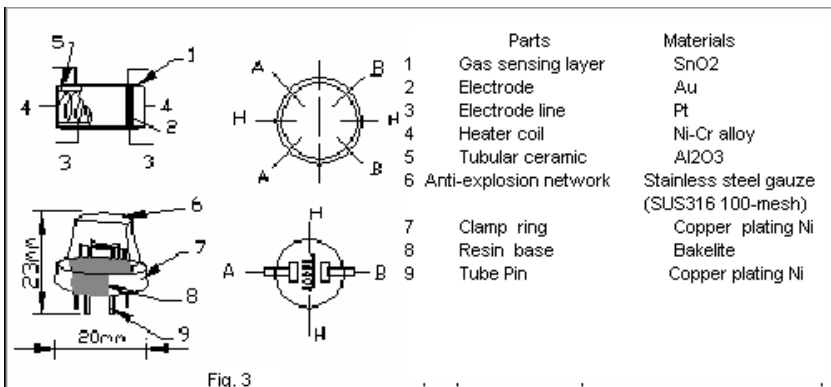 Parts Materials
1 Gas sensing layer SnO2
2 Electrode Au
3 Electrode line Pt
4 Heater coil Ni-Cr alloy
5 Tubular ceramic Al2O3
6 Anti-explosion network Stainless steel gauze
(SUS316 100-mesh)
7 Clamp ring Copper plating Ni
8 Resin base Bakelite
9 Tube Pin Copper plating Ni
5 1
4 4
2
3 3
A B
H H
A B
6
7
8
9
23mm
20mm
H
A B
H
Fig. 3